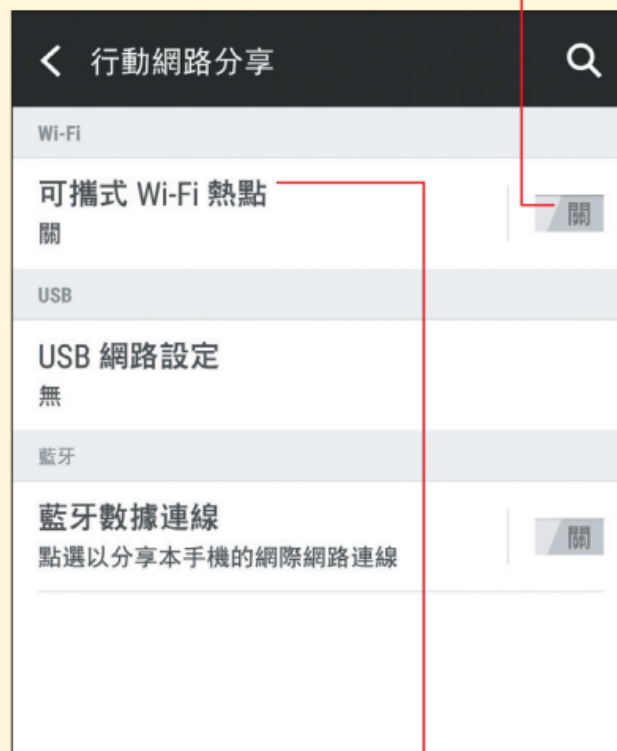 行動網路分享
Wi-Fi
可攜式 Wi-Fi 熱點
關
關
USB
USB 網路設定
無
藍牙
藍牙數據連線
點選以分享本手機的網際網路連線
關